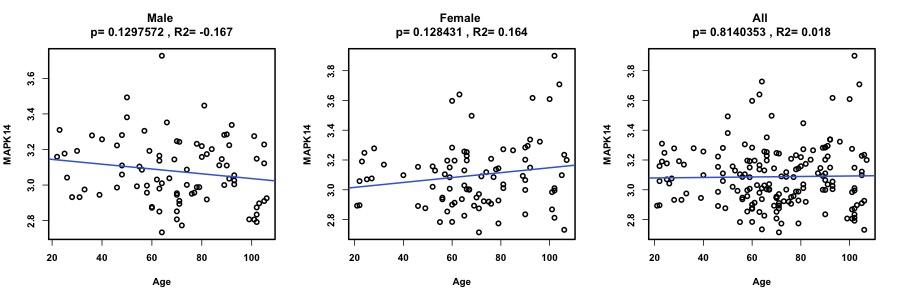 Male
p= 0.1297572 , R2= -0.167
MAPK14
3.6
3.4
3.2
3.0
2.8
20 40 60 80 100
Age
Female
p= 0.128431 , R2= 0.164
MAPK14
3.8
3.6
3.4
3.2
3.0
2.8
20 40 60 80 100
Age
All
p= 0.8140353 , R2= 0.018
MAPK14
3.8
3.6
3.4
3.2
3.0
2.8
20 40 60 80 100
Age